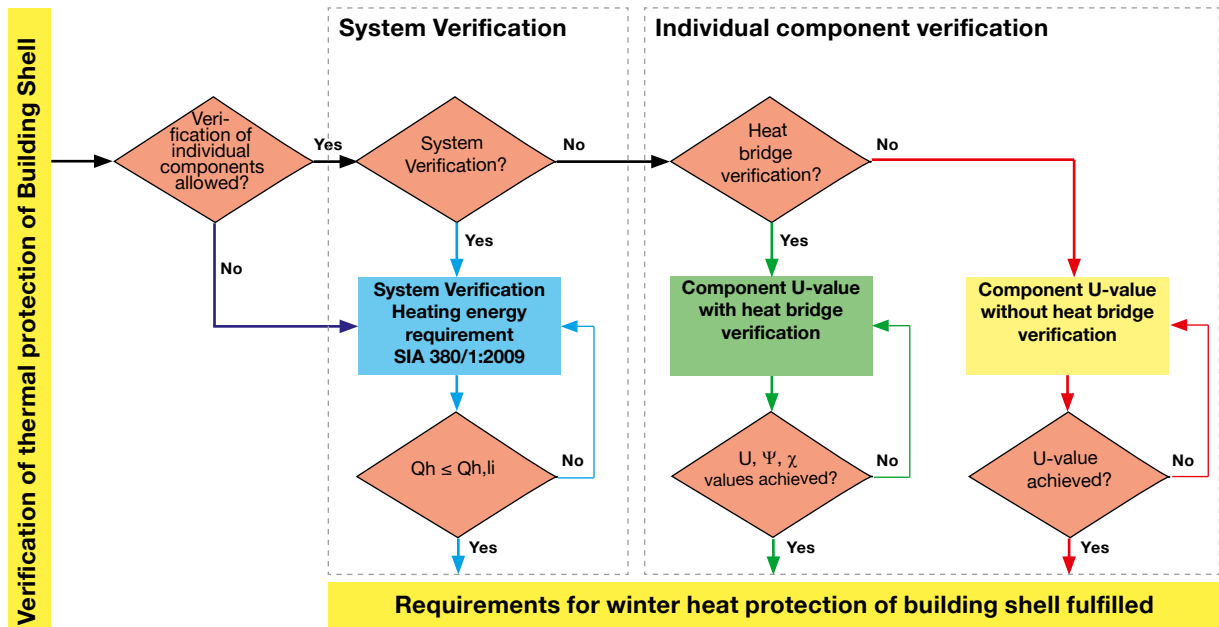 Verification of thermal protection of Building Shell
System Verification
Individual component verification
Veri-
fication of
individual
components
allowed?
Yes
No
System
Verification?
No
Yes
Heat
bridge
verification?
No
Yes
System Verification
Heating energy
requirement
SIA 380/1:2009
Component U-value
with heat bridge
verification
Component U-value
without heat bridge
verification
Qh ≤ Qh,li
No
Yes
U, Ψ, χ
values achieved?
No
Yes
U-value
achieved?
No
Yes
Requirements for winter heat protection of building shell fulfilled